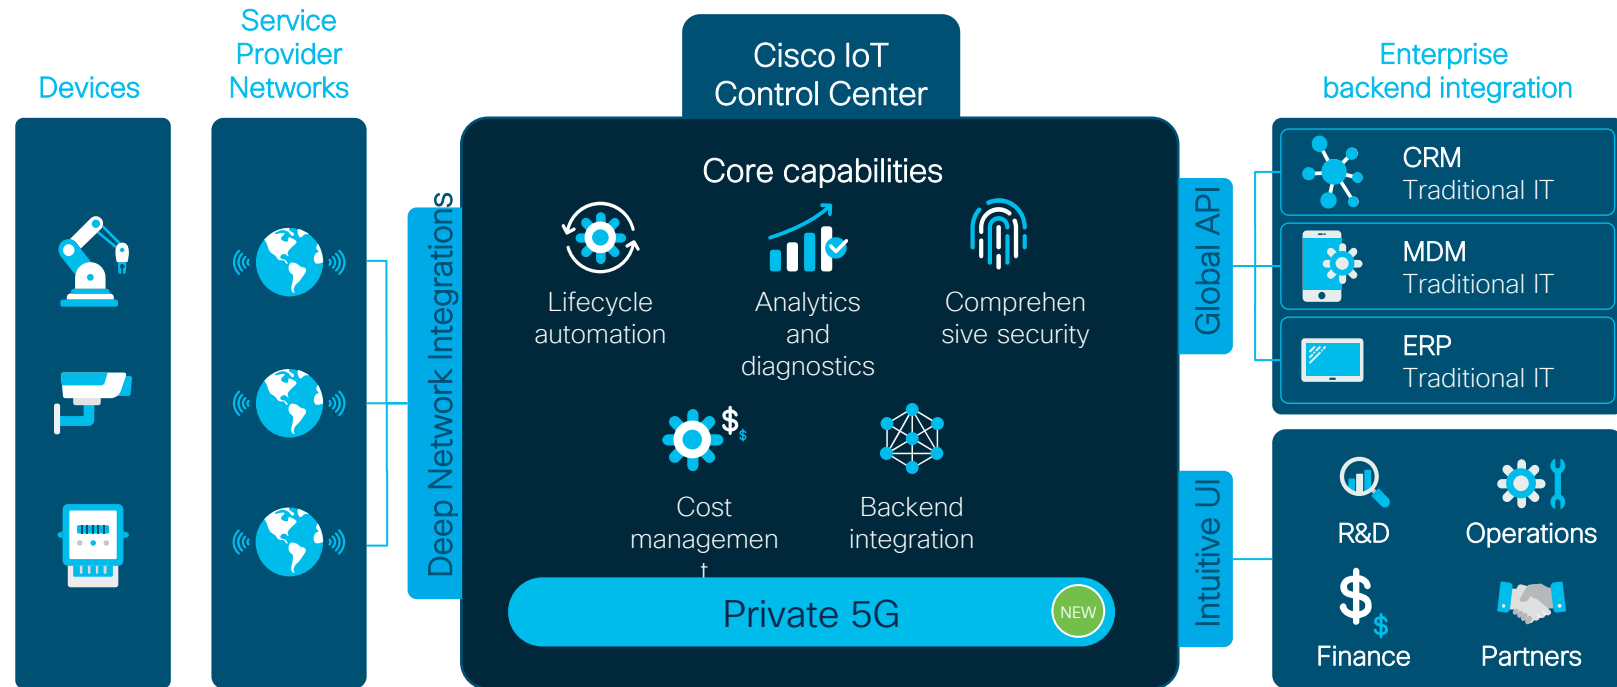 Devices
Service
Provider
Networks
Deep Network Integrations
Cisco IoT
Control Center
Core capabilities
Lifecycle
automation
Analytics
and
diagnostics
Comprehen
sive security
$
$
Cost
managemen
t
Backend
integration
Private 5G
NEW
Global API
Intuitive UI
Enterprise
backend integration
CRM
Traditional IT
MDM
Traditional IT
ERP
Traditional IT
R&D
Operations
$
$
Finance
Partners